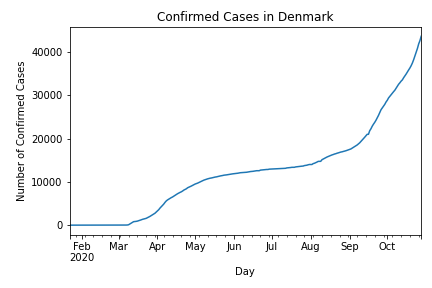 Confirmed Cases in Denmark
Number of Confirmed Cases
40000
30000
20000
10000
0
Feb Mar Apr May Jun Jul Aug Sep Oct
2020
Day